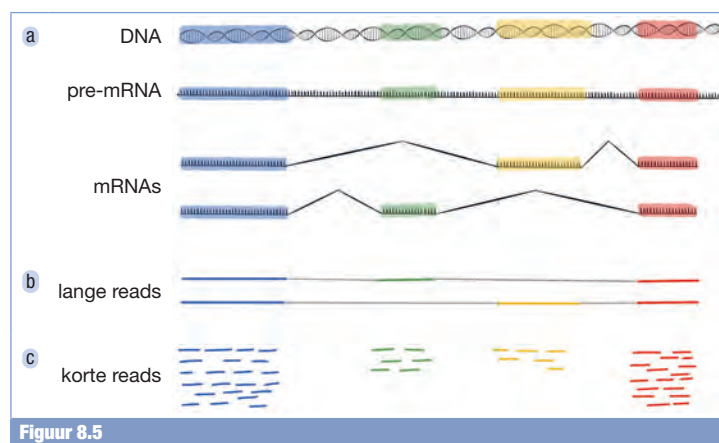 a DNA
pre-mRNA
mRNAs
b lange reads
c korte reads
Figuur 8.5